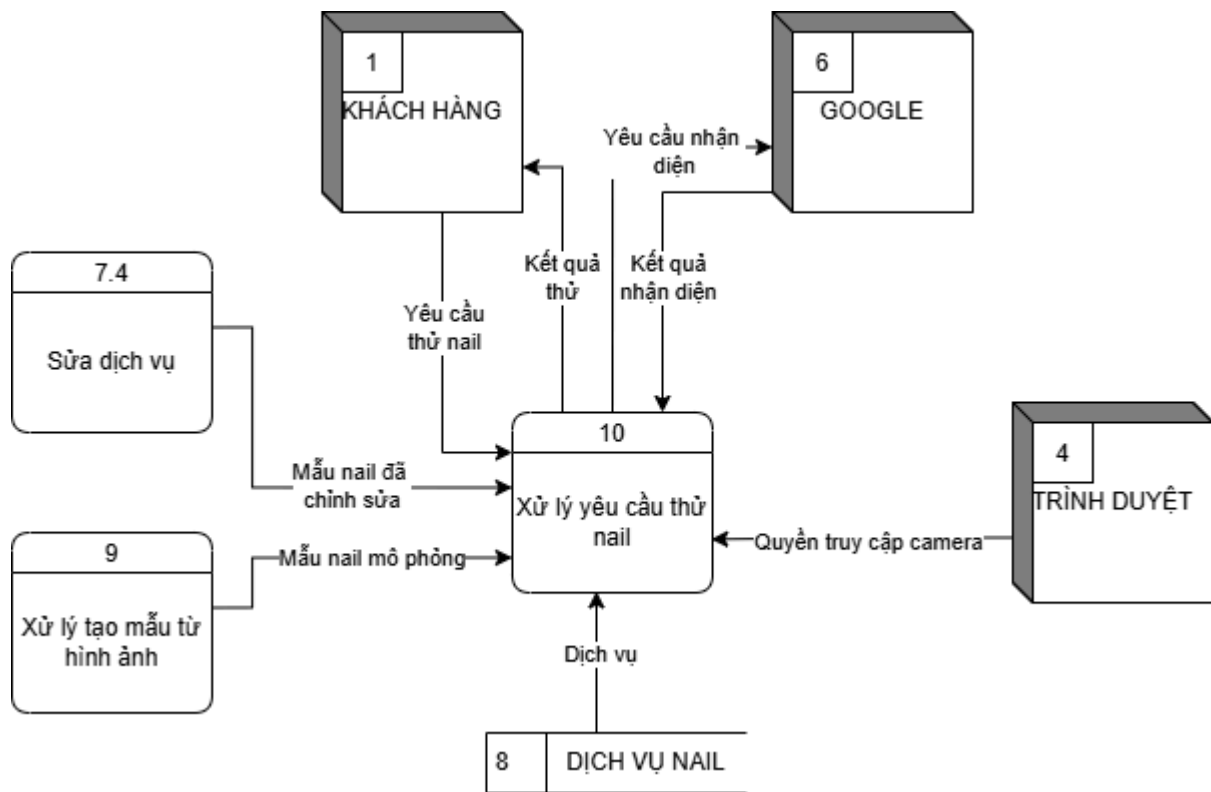 1
KHÁCH HÀNG
6
GOOGLE
Yêu cầu nhận
diện
Kết quả
thử
Kết quả
nhận diện
Yêu cầu
thử nail
7.4
Sửa dịch vụ
10
Xử lý yêu cầu thử
nail
4
TRÌNH DUYỆT
Mẫu nail đã
chỉnh sửa
Quyền truy cập camera
9
Xử lý tạo mẫu từ
hình ảnh
Mẫu nail mô phỏng
Dịch vụ
8
DỊCH VỤ NAIL